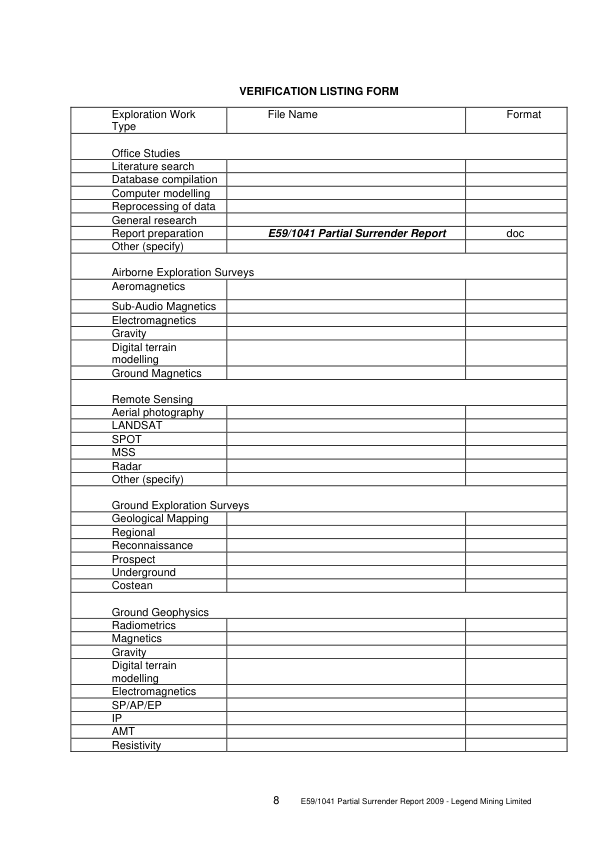 VERIFICATION LISTING FORM
Exploration Work Type File Name Format
Office Studies
Literature search
Database compilation
Computer modelling
Reprocessing of data
General research
Report preparation E59/1041 Partial Surrender Report doc
Other (specify)
Airborne Exploration Surveys
Aeromagnetics
Sub-Audio Magnetics
Electromagnetics
Gravity
Digital terrain
modelling
Ground Magnetics
Remote Sensing
Aerial photography
LANDSAT
SPOT
MSS
Radar
Other (specify)
Ground Exploration Surveys
Geological Mapping
Regional
Reconnaissance
Prospect
Underground
Costean
Ground Geophysics
Radiometrics
Magnetics
Gravity
Digital terrain
modelling
Electromagnetics
SP/AP/EP
IP
AMT
Resistivity
8 E59/1041 Partial Surrender Report 2009 - Legend Mining Limited